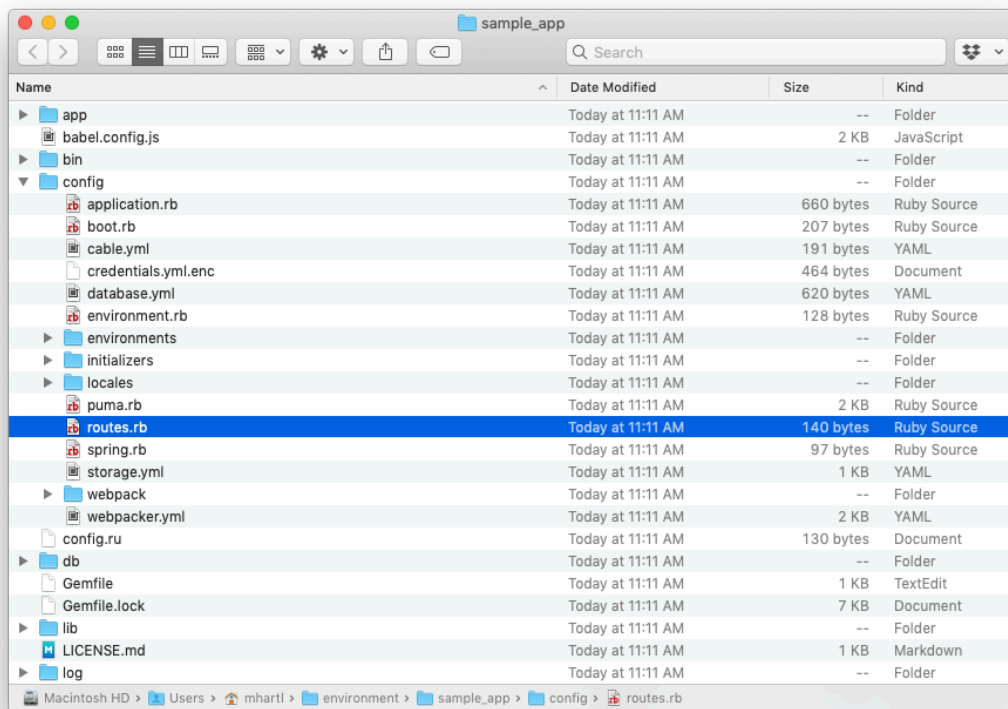 sample_app
Search
Name Date Modified Size Kind
app Today at 11:11 AM -- Folder
babel.config.js Today at 11:11 AM 2 KB JavaScript
bin Today at 11:11 AM -- Folder
config Today at 11:11 AM -- Folder
application.rb Today at 11:11 AM 660 bytes Ruby Source
boot.rb Today at 11:11 AM 207 bytes Ruby Source
cable.yml Today at 11:11 AM 191 bytes YAML
credentials.yml.enc Today at 11:11 AM 464 bytes Document
database.yml Today at 11:11 AM 620 bytes YAML
environment.rb Today at 11:11 AM 128 bytes Ruby Source
environments Today at 11:11 AM -- Folder
initializers Today at 11:11 AM -- Folder
locales Today at 11:11 AM -- Folder
puma.rb Today at 11:11 AM 2 KB Ruby Source
routes.rb Today at 11:11 AM 140 bytes Ruby Source
spring.rb Today at 11:11 AM 97 bytes Ruby Source
storage.yml Today at 11:11 AM 1 KB YAML
webpack Today at 11:11 AM -- Folder
webpacker.yml Today at 11:11 AM 2 KB YAML
config.ru Today at 11:11 AM 130 bytes Document
db Today at 11:11 AM -- Folder
Gemfile Today at 11:11 AM 1 KB TextEdit
Gemfile.lock Today at 11:11 AM 7 KB Document
lib Today at 11:11 AM -- Folder
LICENSE.md Today at 11:11 AM 1 KB Markdown
log Today at 11:11 AM -- Folder
Macintosh HD › Users › mhartl › environment › sample_app › config › routes.rb